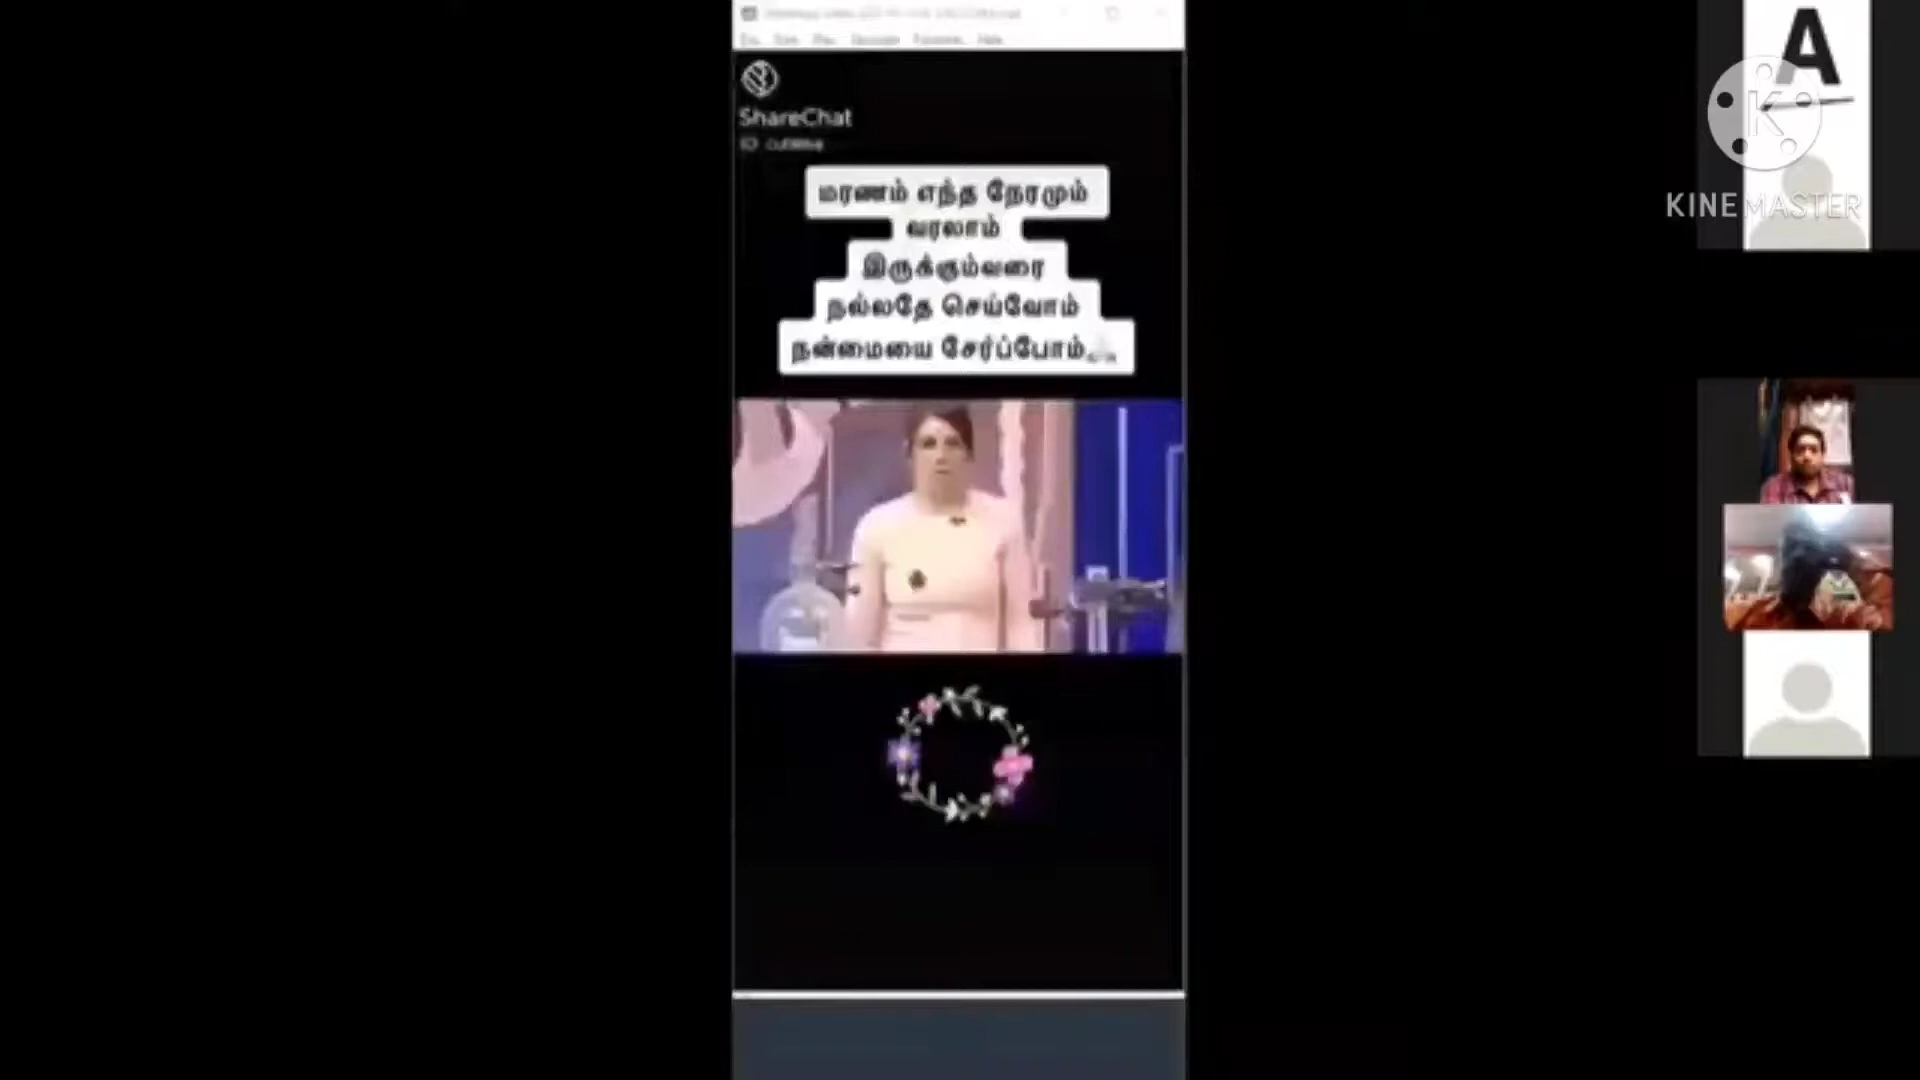 ShareChat
மரணம் எந்த நேரமும்
வரலாம்
இருக்கும்வரை
நல்லதே செய்வோம்
நன்மையை சேர்ப்போம்
A
K
KINEMASTER